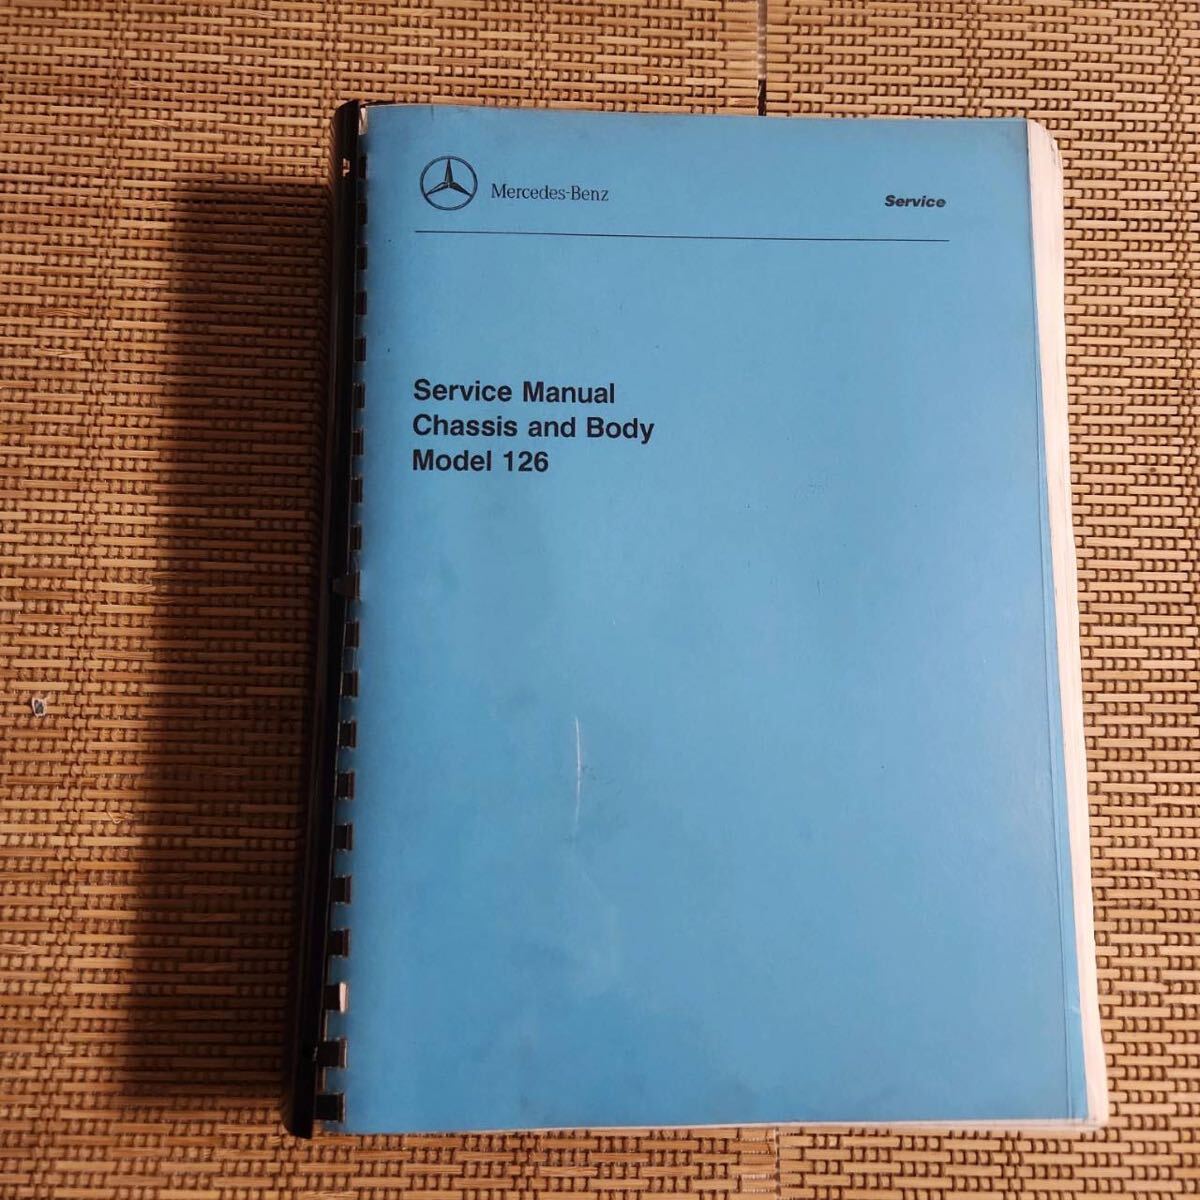 Mercedes-Benz
Service
Service Manual
Chassis and Body
Model 126